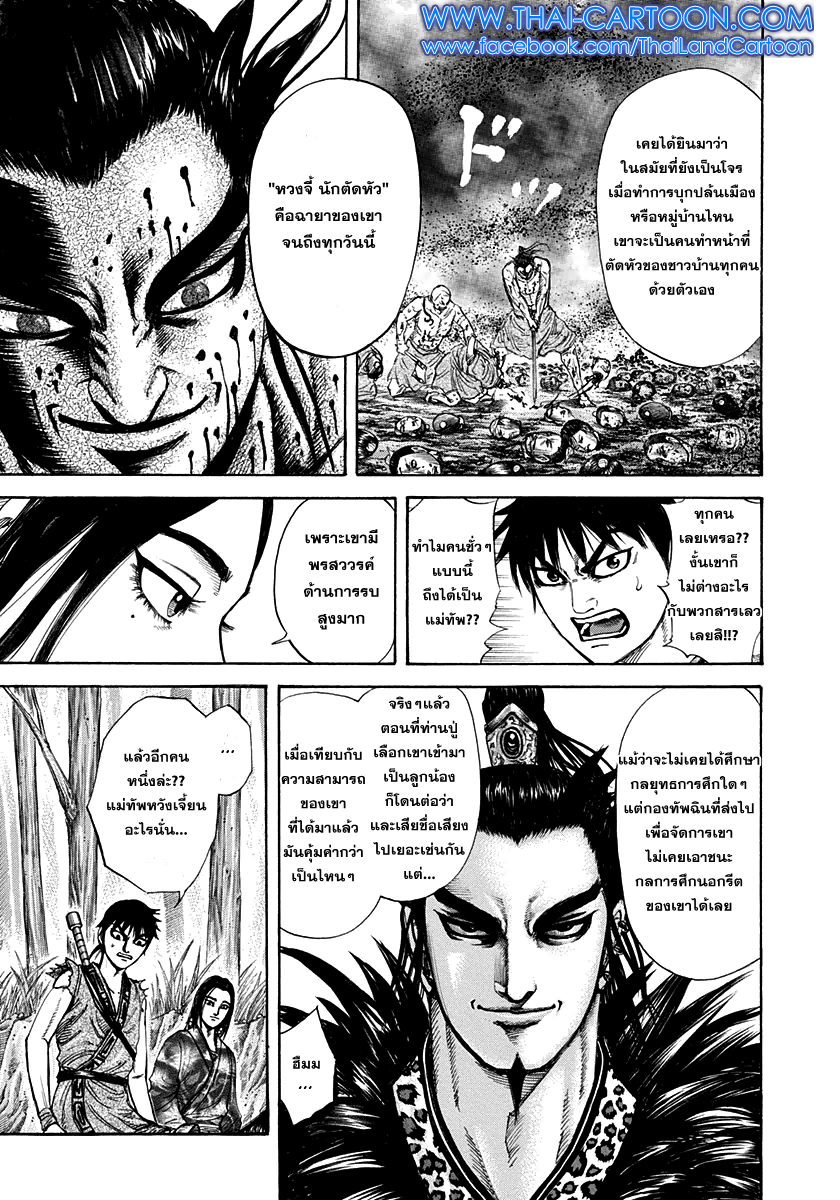 WWW.THAI-CARTOON.COM
www.facebook.com/ThaiLandCartoon
เคยได้ยินมาว่า
ในสมัยที่ยังเป็นโจร
เมื่อทำการบุกปล้นเมือง
หรือหมู่บ้านไหน
เขาจะเป็นคนทำหน้าที่
ตัดหัวของชาวบ้านทุกคน
ด้วยตัวเอง
ドッ
"หวงจี้ นักตัดหัว"
คือฉายาของเขา
จนถึงทุกวันนี้
ทุกคน
เลยเหรอ??
งั้นเขาก็
ไม่ต่างอะไร
กับพวกสารเลว
เลยสิ!!?
ทำไมคนชั่วๆ
แบบนี้
ถึงได้เป็น
แม่ทัพ??
เพราะเขามี
พรสววรค์
ด้านการรบ
สูงมาก
แม้ว่าจะไม่เคยได้ศึกษา
กลยุทธการศึกใดๆ
แต่กองทัพฉินที่ส่งไป
เพื่อจัดการเขา
ไม่เคยเอาชนะ
กลการศึกนอกรีต
ของเขาได้เลย
จริงๆแล้ว
ตอนที่ท่านปู่
เลือกเขาเข้ามา
เป็นลูกน้อง
ก็โดนต่อว่า
และเสียชื่อเสียง
ไปเยอะเช่นกัน
แต่...
เมื่อเทียบกับ
ความสามารถ
ของเขา
ที่ได้มาแล้ว
มันคุ้มค่ากว่า
เป็นไหนๆ
ฮืมม
...
...
แล้วอีกคน
หนึ่งล่ะ??
แม่ทัพหวังเจี้ยน
อะไรนั่น...